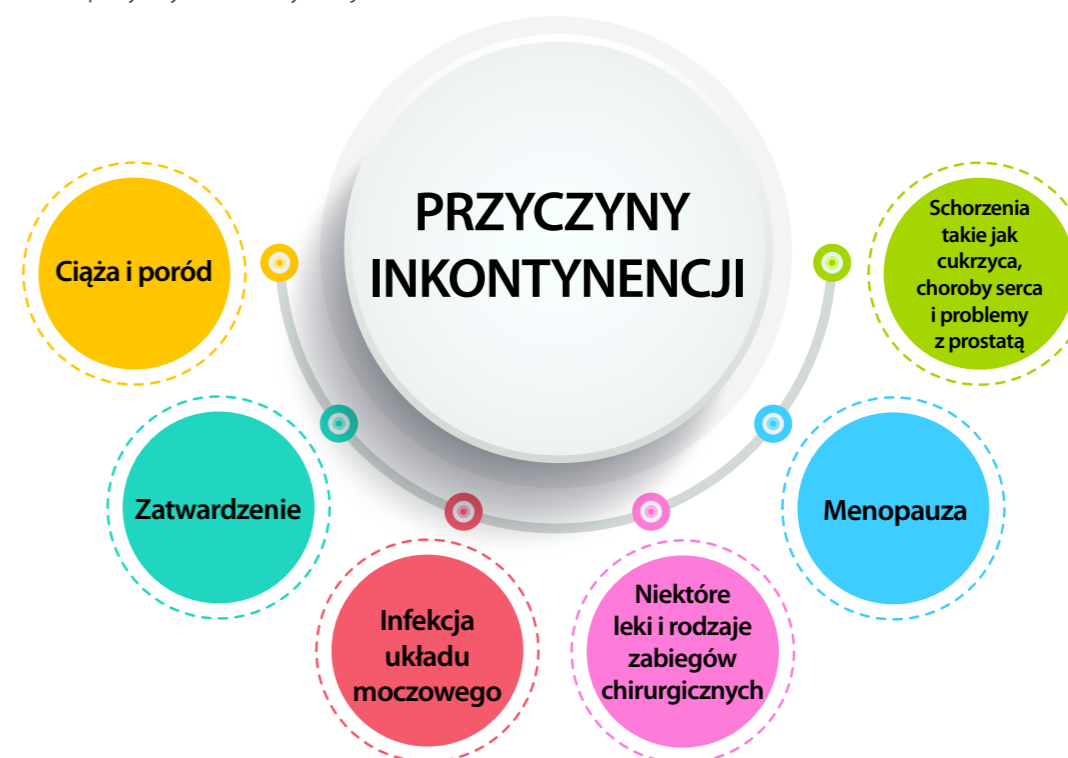 PRZYCZYNY
INKONTYNENCJI
Ciąża i poród
Zatwardzenie
Infekcja
układu
moczowego
Niektóre
leki i rodzaje
zabiegów
chirurgicznych
Menopauza
Schorzenia
takie jak
cukrzyca,
choroby serca
i problemy
z prostatą